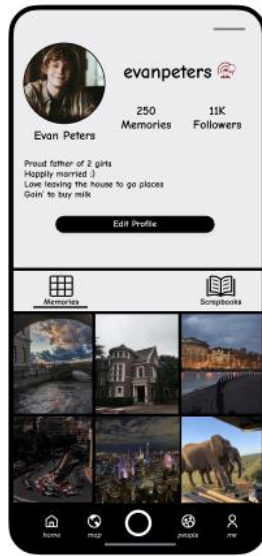 evanpeters
250
11K
Memories
Followers
Evan Peters
Proud father of 2 girls
Happily married :)
Love leaving the house to go places
Goin' to buy milk
Edit Profile
Memories
Scrapbooks
home
map
people
me